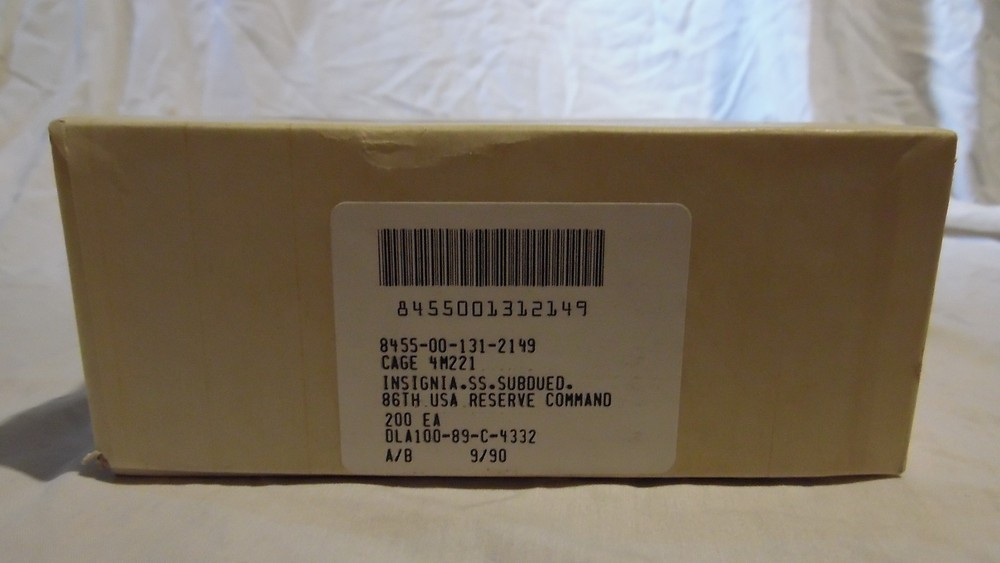 8455001312149
8455-00-131-2149
CAGE 4M221
INSIGNIA.SS.SUBDUED.
86TH USA RESERVE COMMAND
200 EA
DLA100-89-C-4332
A/B 9/90